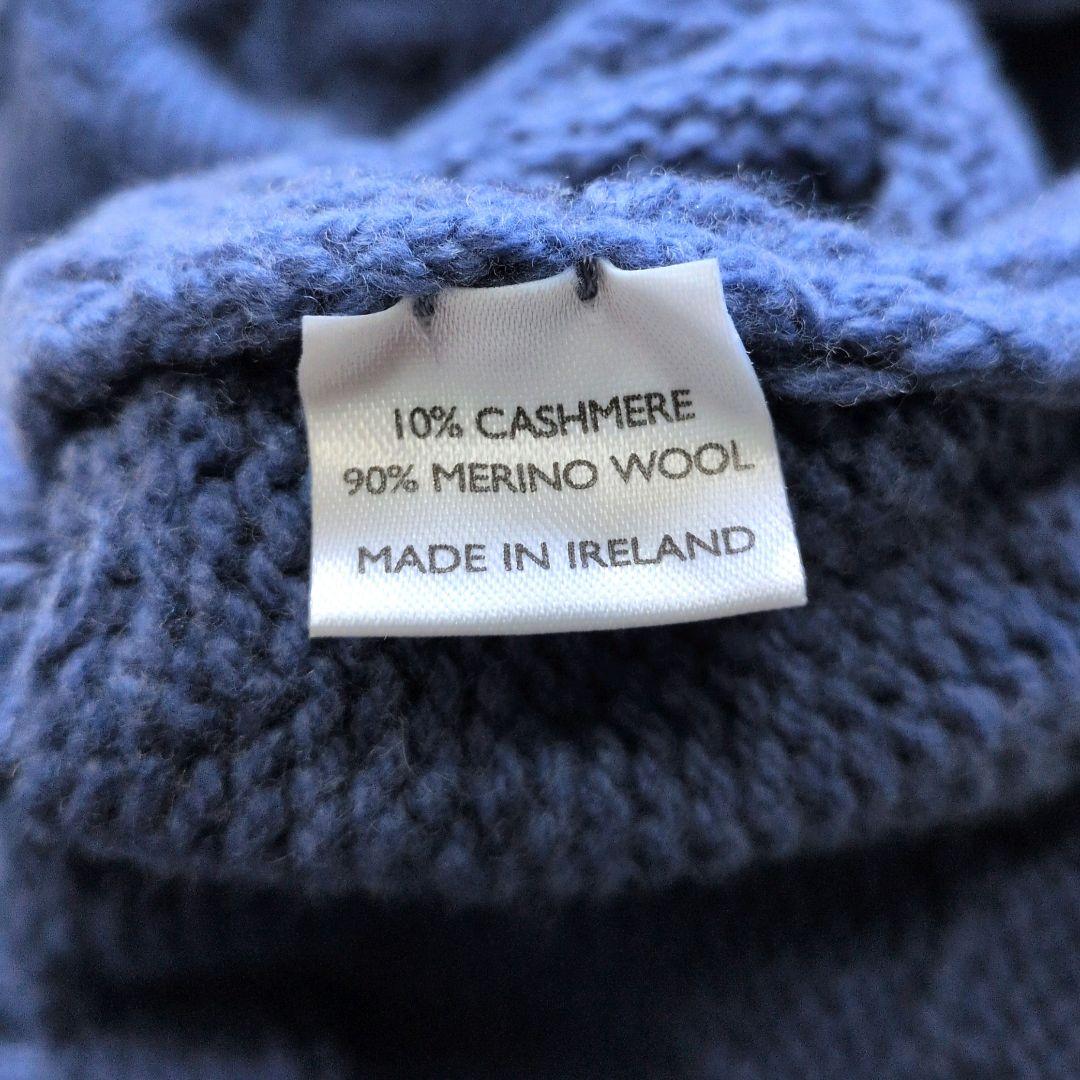 10% CASHMERE
90% MERINO WOOL
MADE IN IRELAND